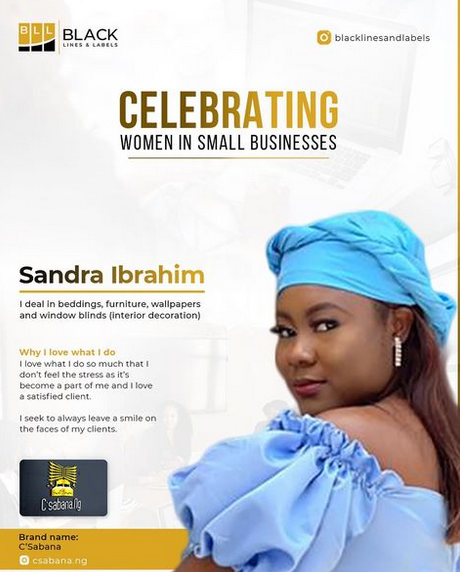 BLL
BLACK
LINES & LABELS
blacklinesandlabels
CELEBRATING
WOMEN IN SMALL BUSINESSES
Sandra Ibrahim
I deal in beddings, furniture, wallpapers
and window blinds (interior decoration)
Why I love what I do
I love what I do so much that I
don't feel the stress as it's
become a part of me and I love
a satisfied client.
I seek to always leave a smile on
the faces of my clients.
C'sabana.ng
Brand name:
C'Sabana
csabana.ng